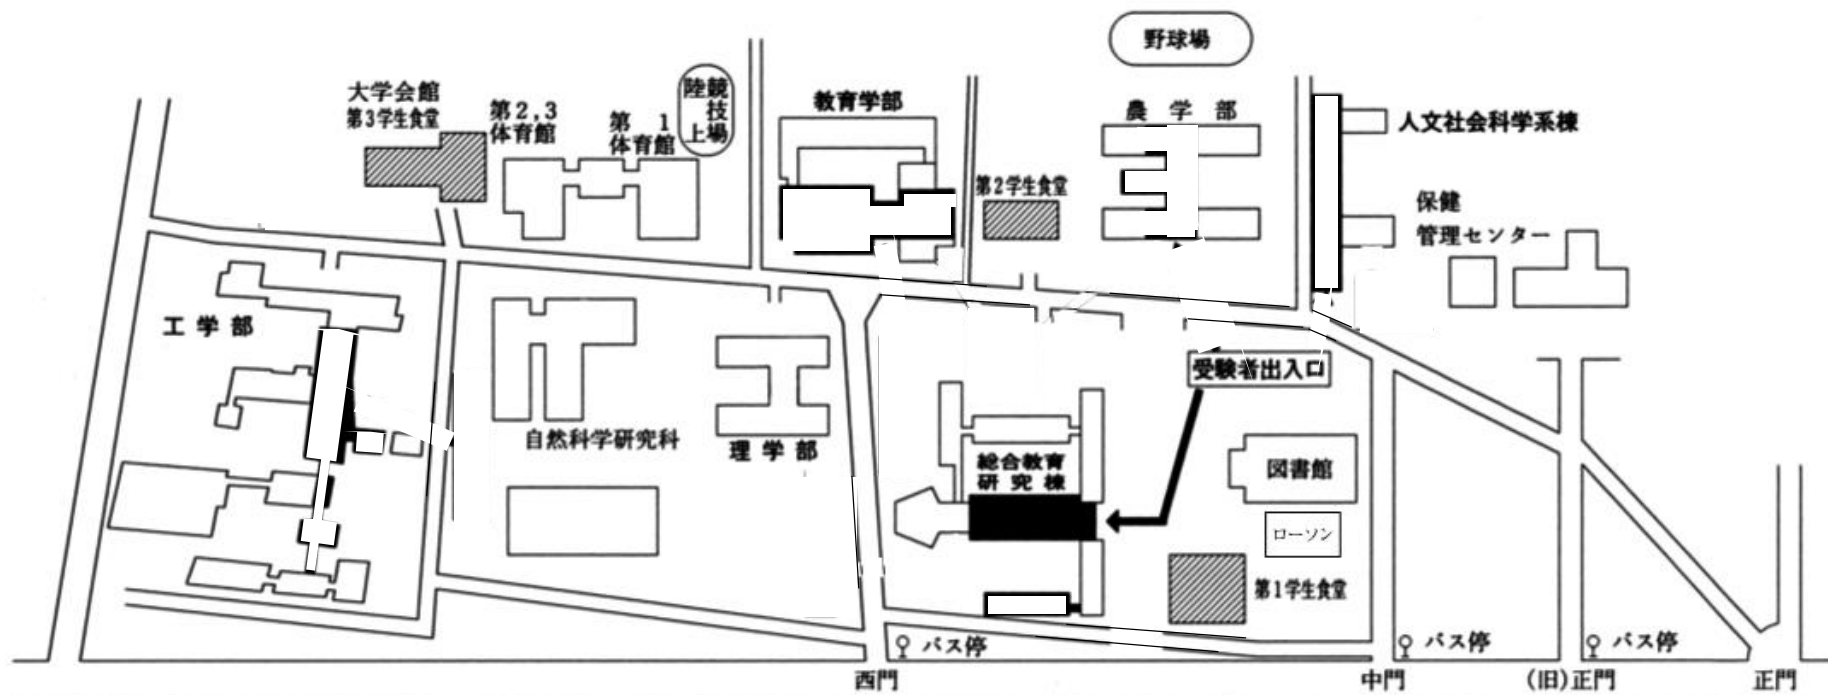 野球場
大学会館
第3学生食堂
第2,3
体育館
第 1
体育館
陸上
競技場
教育学部
農 学 部
人文社会科学系棟
第2学生食堂
保健
管理センター
工 学 部
受験者出入口
自然科学研究科
理 学 部
総合教育
研 究 棟
図書館
ローソン
第1学生食堂
バス停
バス停
バス停
西門
中門
(旧)正門
正門